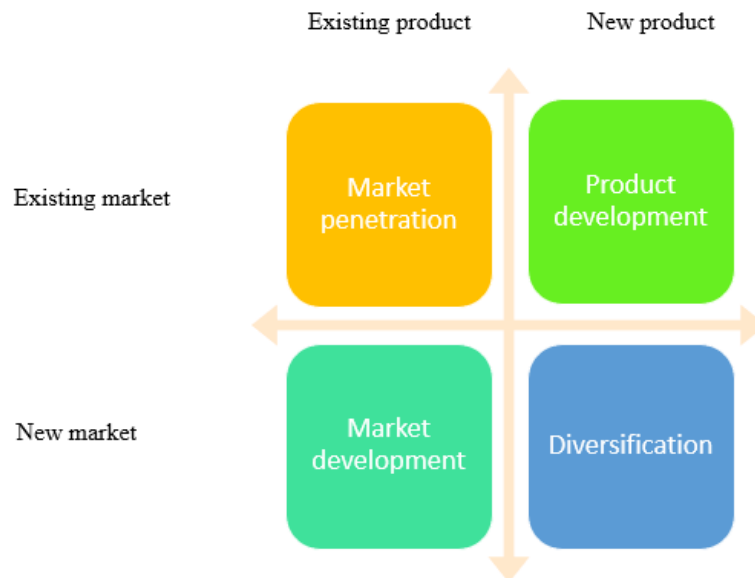 Existing product
New product
Existing market
Market
penetration
Product
development
New market
Market
development
Diversification